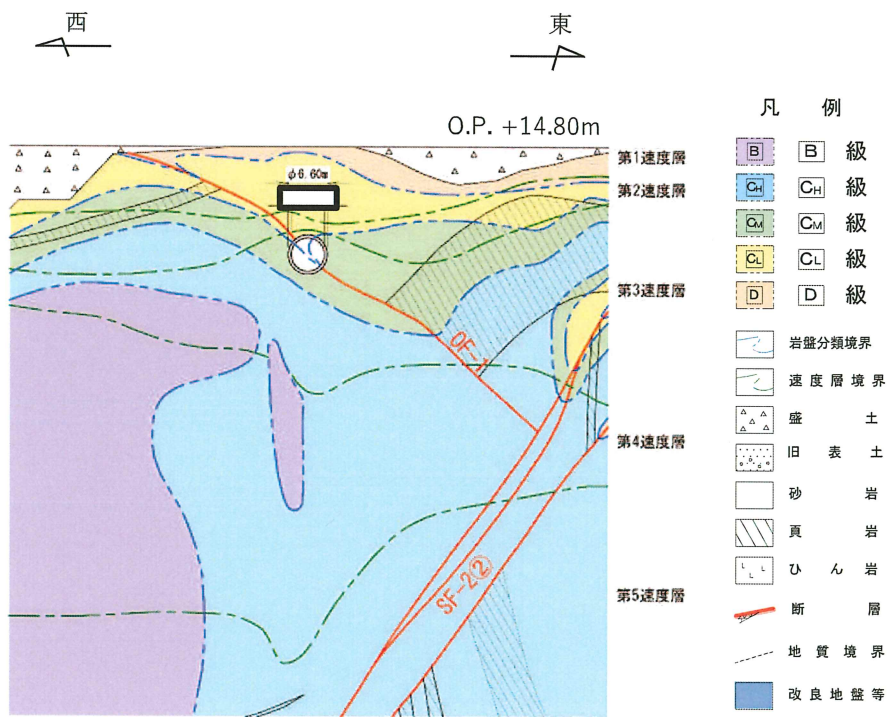 西
東
O.P. +14.80m
φ6.60m
第1速度層
第2速度層
第3速度層
第4速度層
第5速度層
OF-1
SF-2②
凡 例
B B 級
CH CH 級
CM CM 級
CL CL 級
D D 級
岩盤分類境界
速度層境界
盛土
旧表土
砂岩
頁岩
ひん岩
断層
地質境界
改良地盤等